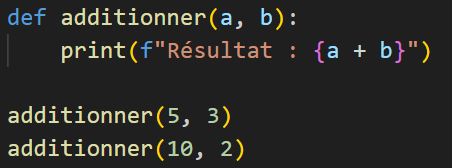 def additionner(a, b):
    print(f"Résultat : {a + b}")

additionner(5, 3)
additionner(10, 2)